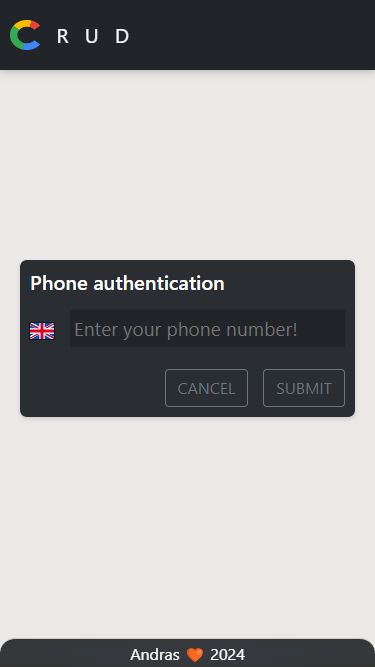 C R U D
Phone authentication
Enter your phone number!
CANCEL SUBMIT
Andras 🧡 2024